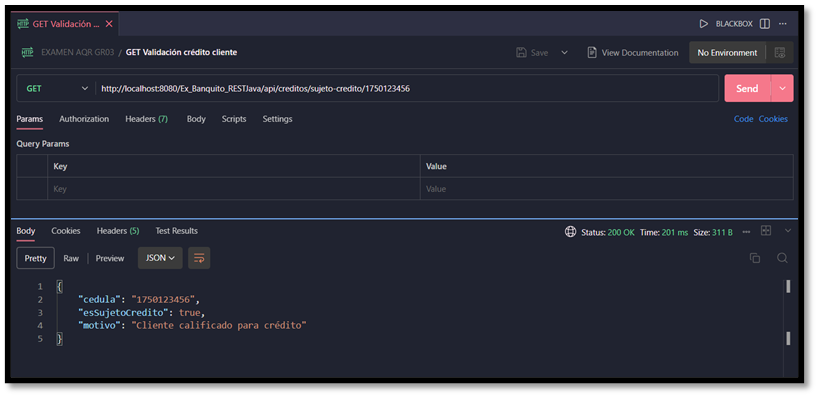 HTTP GET Validación ... ×
BLACKBOX ...
HTTP EXAMEN AQR GR03 / GET Validación crédito cliente
Save View Documentation No Environment
GET http://localhost:8080/Ex_Banquito_RESTJava/api/creditos/sujeto-credito/1750123456 Send
Params Authorization Headers (7) Body Scripts Settings Code Cookies
Query Params
Key Value
Key Value
Body Cookies Headers (5) Test Results Status: 200 OK Time: 201 ms Size: 311 B ...
Pretty Raw Preview JSON
1 {
2 "cedula": "1750123456",
3 "esSujetoCredito": true,
4 "motivo": "Cliente calificado para crédito"
5 }